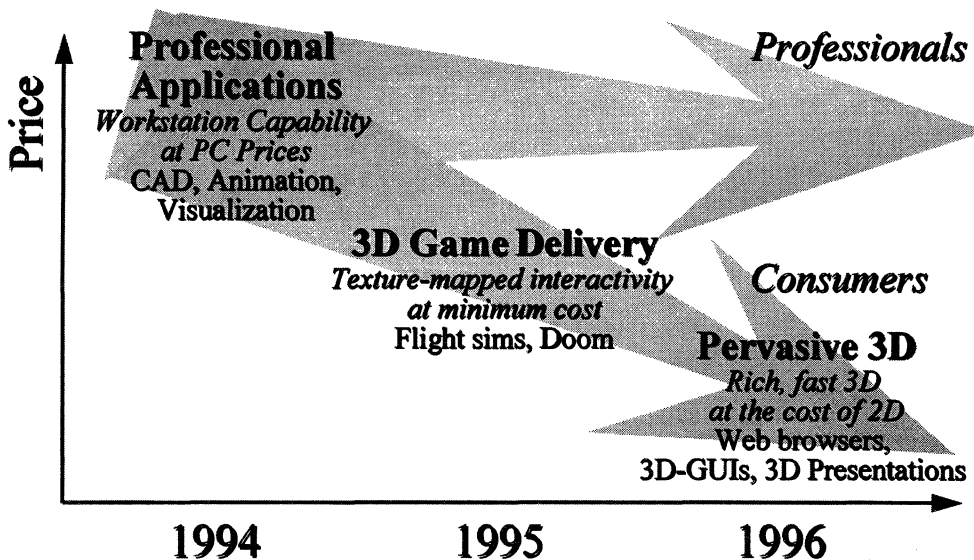 Price
Professional
Applications
Workstation Capability
at PC Prices
CAD, Animation,
Visualization
3D Game Delivery
Texture-mapped interactivity
at minimum cost
Flight sims, Doom
Professionals
Consumers
Pervasive 3D
Rich, fast 3D
at the cost of 2D
Web browsers,
3D-GUIs, 3D Presentations
1994
1995
1996